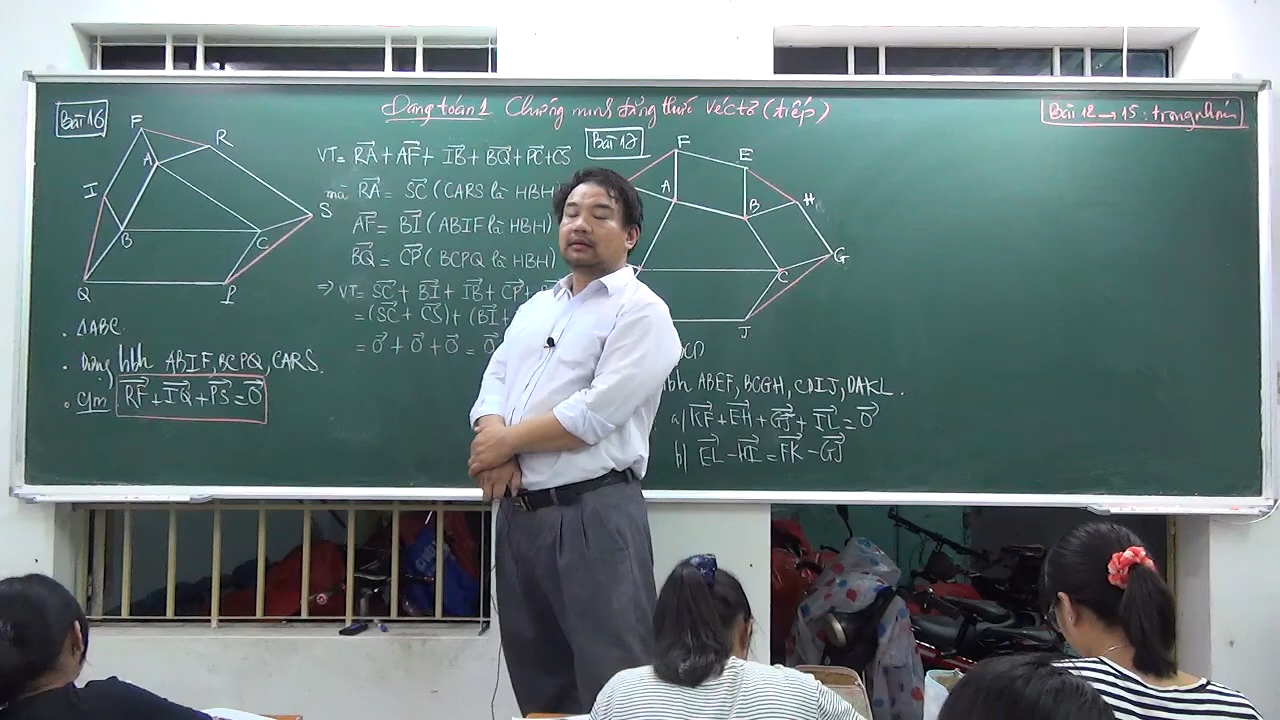 Dạng toán 1 Chứng minh đẳng thức véctơ (tiếp)
Bài 12 → 15 :
Bài 16
F
R
A
I
S
B
C
Q
P
. ΔABC.
. Dựng hbh ABIF, BCPQ, CARS.
. C/m RF + IQ + PS = 0
VT = RA + AF + IB + BQ + PC + CS
mà RA = SC (CARS là HBH)
AF = BI (ABIF là HBH)
BQ = CP (BCPQ là HBH)
⇒ VT = SC + BI + IB + CP +
= (SC + CS) + (BI +
= 0 + 0 + 0 = 0
Bài 17
F
E
A
B
H
G
C
J
BCD
hbh ABEF, BCGH, CDIJ, DAKL.
a) KF + EH + GJ + IL = 0
b) EL - HI = FK - GJ